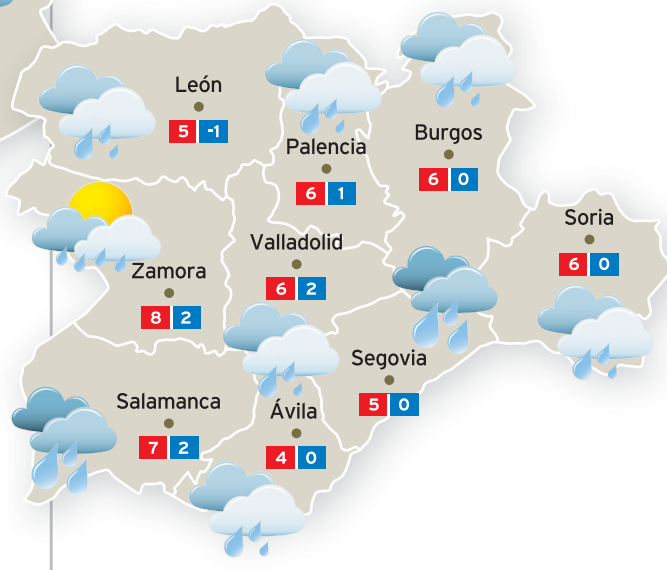 León
5 -1
Palencia
6 1
Burgos
6 0
Soria
6 0
Zamora
8 2
Valladolid
6 2
Segovia
5 0
Salamanca
7 2
Ávila
4 0